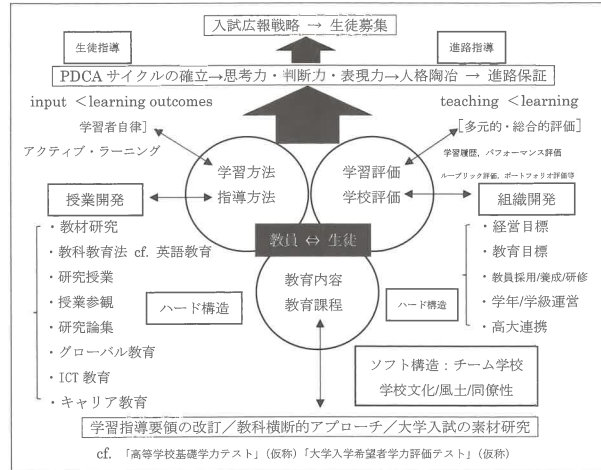 入試広報戦略 → 生徒募集
生徒指導
進路指導
PDCA サイクルの確立→思考力・判断力・表現力→人格陶冶 → 進路保証
input ＜learning outcomes
teaching ＜learning
学習者自律］
［多元的・総合的評価］
アクティブ・ラーニング
学習履歴，パフォーマンス評価
ルーブリック評価，ポートフォリオ評価等
学習方法
指導方法
学習評価
学校評価
授業開発
組織開発
教員 ⇔ 生徒
・教材研究
・教科教育法 cf. 英語教育
・研究授業
・授業参観
・研究論集
・グローバル教育
・ICT 教育
・キャリア教育
・経営目標
・教育目標
・教員採用/養成/研修
・学年/学級運営
・高大連携
教育内容
教育課程
ハード構造
ハード構造
ソフト構造：チーム学校
学校文化/風土/同僚性
学習指導要領の改訂／教科横断的アプローチ／大学入試の素材研究
cf. 「高等学校基礎学力テスト」（仮称）「大学入学希望者学力評価テスト」（仮称）